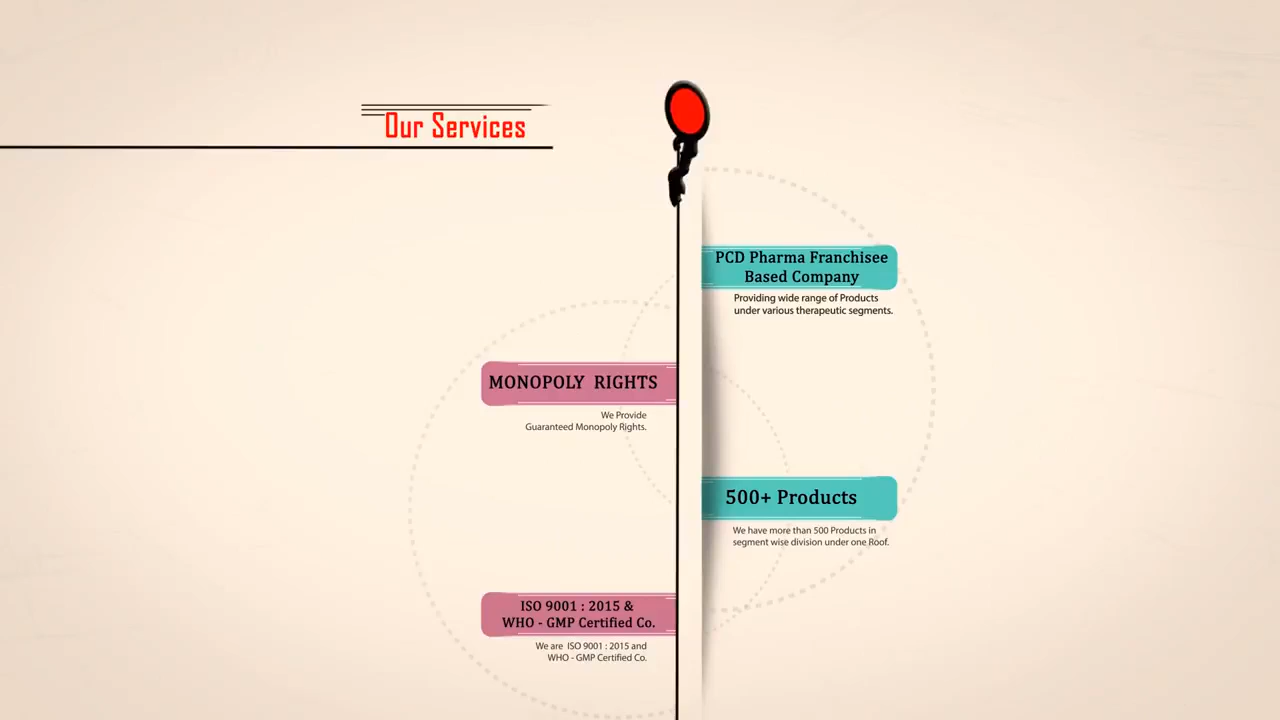 Our Services
PCD Pharma Franchisee
Based Company
Providing wide range of Products
under various therapeutic segments.
MONOPOLY RIGHTS
We Provide
Guaranteed Monopoly Rights.
500+ Products
We have more than 500 Products in
segment wise division under one Roof.
ISO 9001 : 2015 &
WHO - GMP Certified Co.
We are ISO 9001 : 2015 and
WHO - GMP Certified Co.